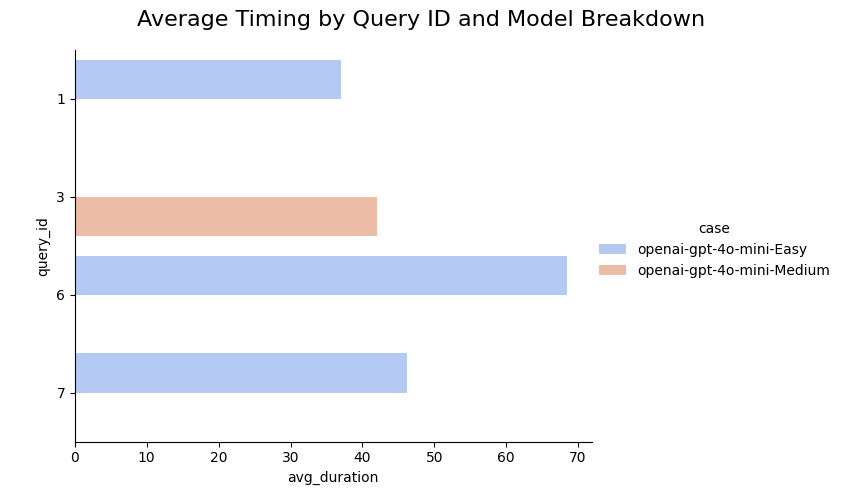 Average Timing by Query ID and Model Breakdown
1
3
6
7
query_id
0 10 20 30 40 50 60 70
avg_duration
case
openai-gpt-4o-mini-Easy
openai-gpt-4o-mini-Medium